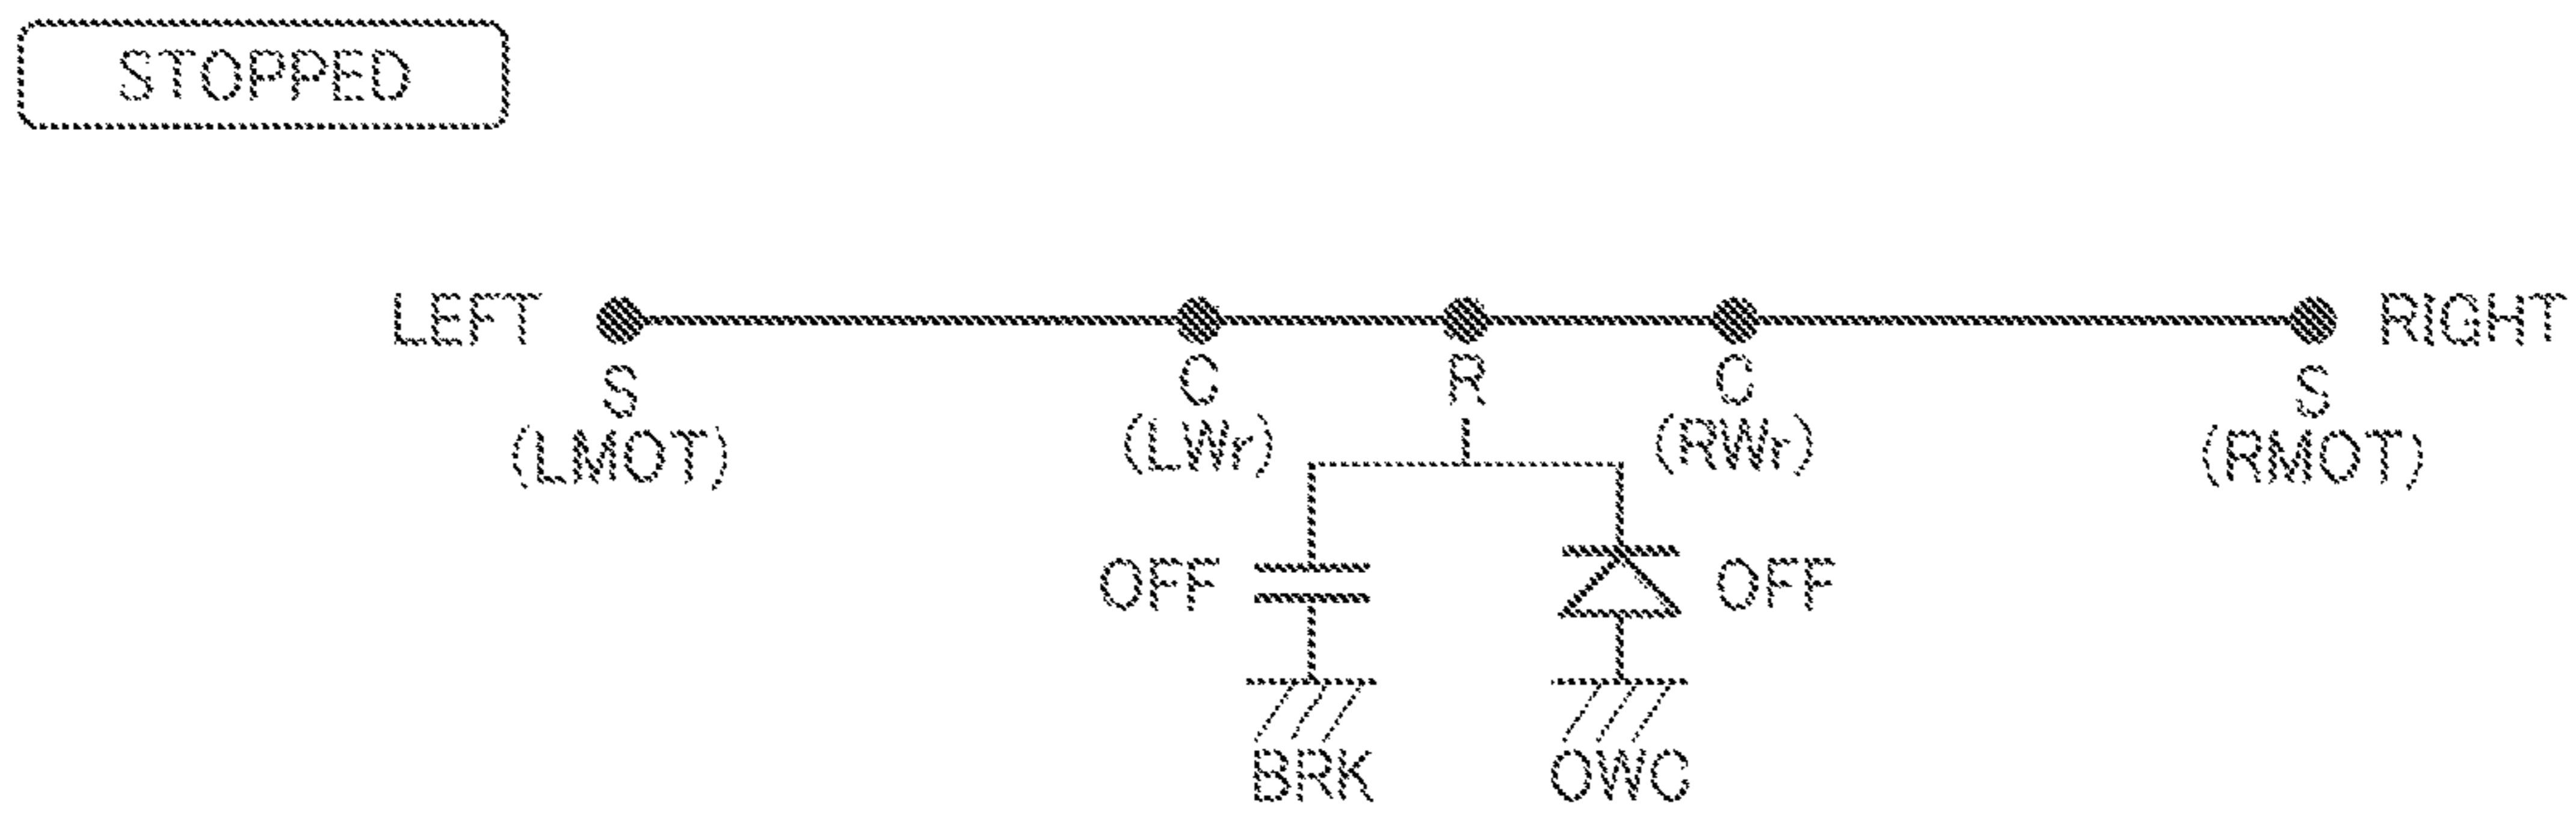 STOPPED
LEFT
RIGHT
S
C
R
C
S
(LMOT)
(LWr)
(RWr)
(RMOT)
OFF
OFF
BRK
OWC